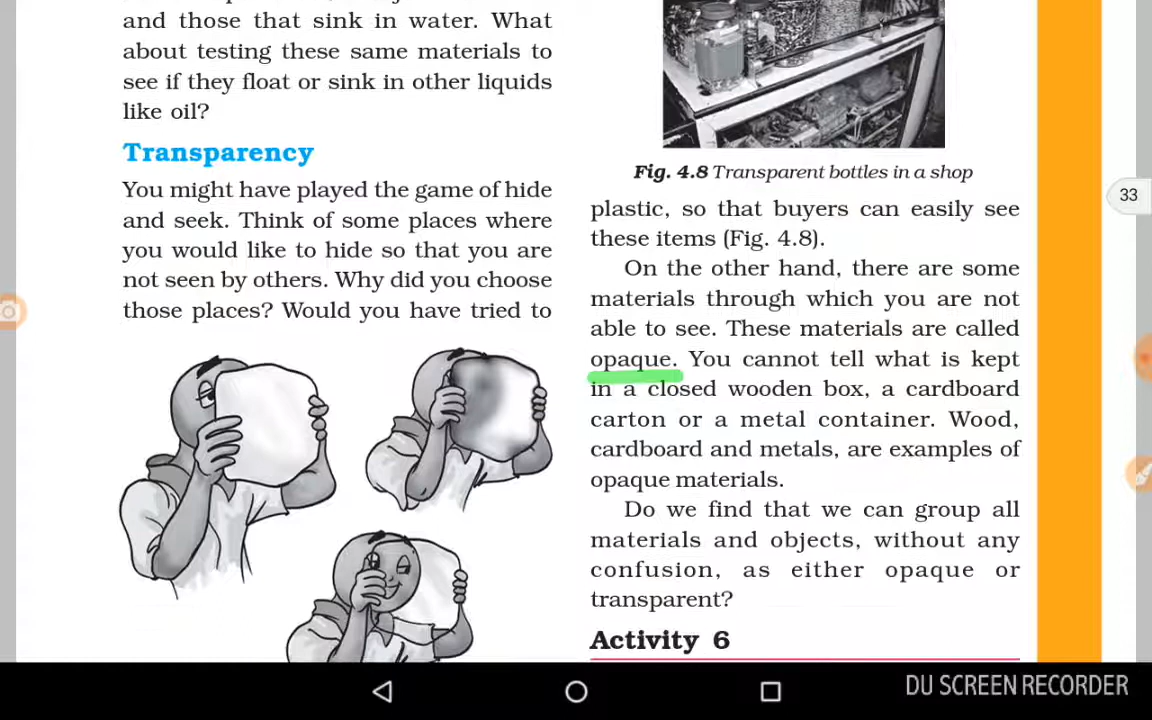 and those that sink in water. What
about testing these same materials to
see if they float or sink in other liquids
like oil?
Transparency
You might have played the game of hide
and seek. Think of some places where
you would like to hide so that you are
not seen by others. Why did you choose
those places? Would you have tried to
Fig. 4.8 Transparent bottles in a shop
plastic, so that buyers can easily see
these items (Fig. 4.8).
On the other hand, there are some
materials through which you are not
able to see. These materials are called
opaque. You cannot tell what is kept
in a closed wooden box, a cardboard
carton or a metal container. Wood,
cardboard and metals, are examples of
opaque materials.
Do we find that we can group all
materials and objects, without any
confusion, as either opaque or
transparent?
Activity 6
33
DU SCREEN RECORDER